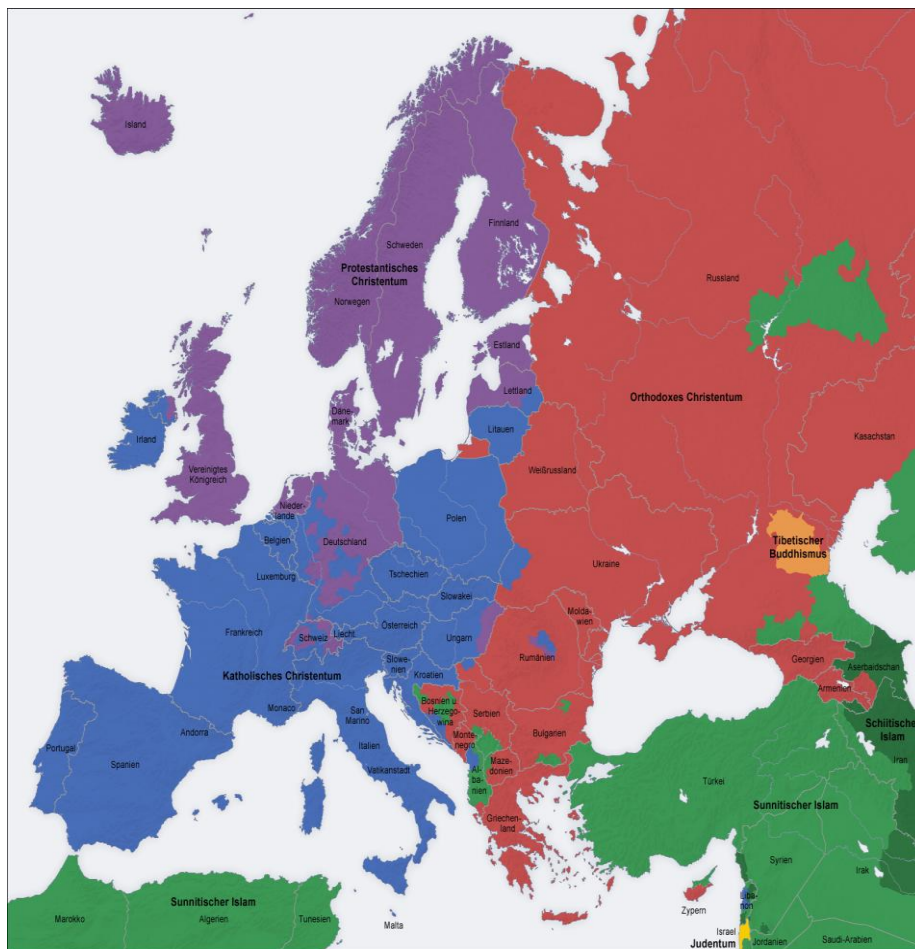 Island
Finnland
Schweden
Protestantisches
Christentum
Norwegen
Russland
Estland
Lettland
Orthodoxes Christentum
Däne-
mark
Litauen
Irland
Kasachstan
Vereinigtes
Königreich
Weißrussland
Nieder-
lande
Polen
Belgien
Deutschland
Tibetischer
Buddhismus
Luxemburg
Tschechien
Ukraine
Slowakei
Molda-
wien
Österreich
Frankreich
Schweiz
Liecht.
Ungarn
Rumänien
Slowe-
nien
Georgien
Aserbaidschan
Katholisches Christentum
Kroatien
Armenien
Bosnien u.
Herzego-
wina
Monaco
San
Marino
Serbien
Schiitischer
Islam
Andorra
Bulgarien
Monte-
negro
Portugal
Spanien
Italien
Maze-
donien
Iran
Vatikanstadt
Al-
ba-
nien
Türkei
Sunnitischer Islam
Griechen-
land
Syrien
Irak
Liba-
non
Sunnitischer Islam
Zypern
Marokko
Algerien
Tunesien
Malta
Israel
Judentum
Jordanien
Saudi-Arabien